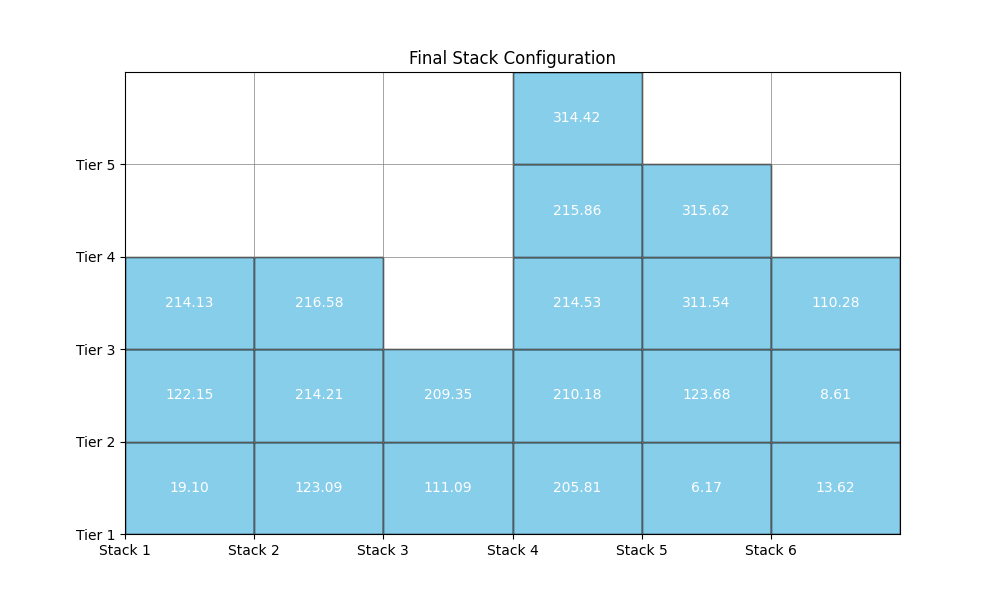 Final Stack Configuration
314.42
Tier 5
215.86 315.62
Tier 4
214.13 216.58 214.53 311.54 110.28
Tier 3
122.15 214.21 209.35 210.18 123.68 8.61
Tier 2
19.10 123.09 111.09 205.81 6.17 13.62
Tier 1
Stack 1 Stack 2 Stack 3 Stack 4 Stack 5 Stack 6